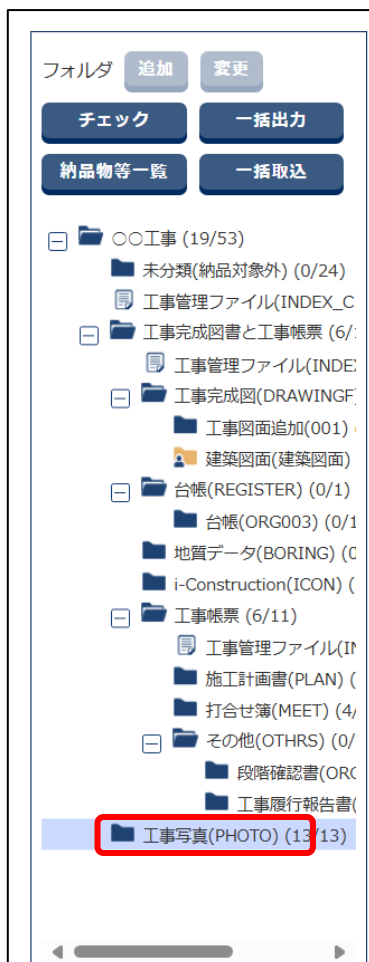 フォルダ 追加 変更
チェック 一括出力
納品物等一覧 一括取込
○○工事 (19/53)
未分類(納品対象外) (0/24)
工事管理ファイル(INDEX_C
工事完成図書と工事帳票 (6/
工事管理ファイル(INDE
工事完成図(DRAWINGF
工事図面追加(001)
建築図面(建築図面)
台帳(REGISTER) (0/1)
台帳(ORG003) (0/1
地質データ(BORING) (0
i-Construction(ICON) (
工事帳票 (6/11)
工事管理ファイル(IN
施工計画書(PLAN) (
打合せ簿(MEET) (4/
その他(OTHRS) (0/
段階確認書(ORG
工事履行報告書(
工事写真(PHOTO) (13/13)